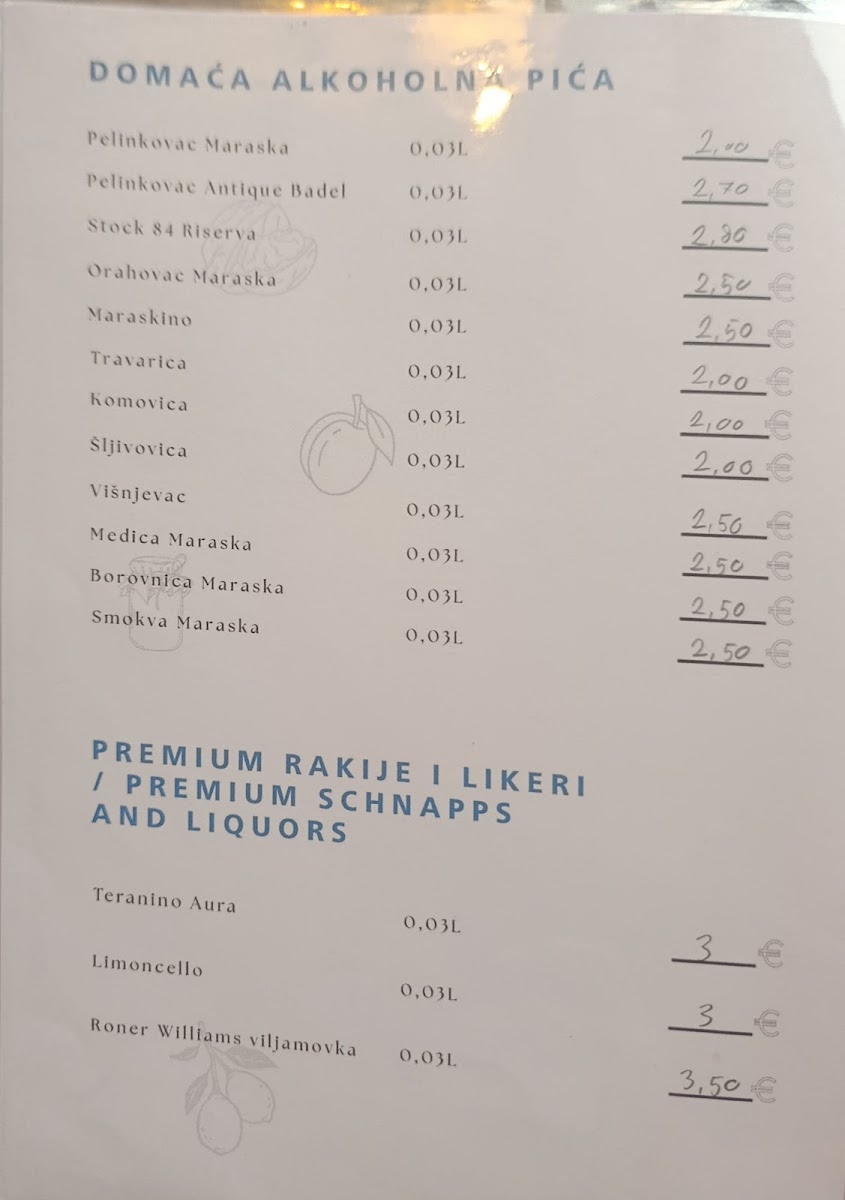 DOMAĆA ALKOHOLNA PIĆA
Pelinkovac Maraska 0,03L 2,00 €
Pelinkovac Antique Badel 0,03L 2,70 €
Stock 84 Riserva 0,03L 2,80 €
Orahovac Maraska 0,03L 2,50 €
Maraskino 0,03L 2,50 €
Travarica 0,03L 2,00 €
Komovica 0,03L 2,00 €
Šljivovica 0,03L 2,00 €
Višnjevac 0,03L 2,50 €
Medica Maraska 0,03L 2,50 €
Borovnica Maraska 0,03L 2,50 €
Smokva Maraska 0,03L 2,50 €
PREMIUM RAKIJE I LIKERI
/ PREMIUM SCHNAPPS
AND LIQUORS
Teranino Aura 0,03L 3 €
Limoncello 0,03L 3 €
Roner Williams viljamovka 0,03L 3,50 €